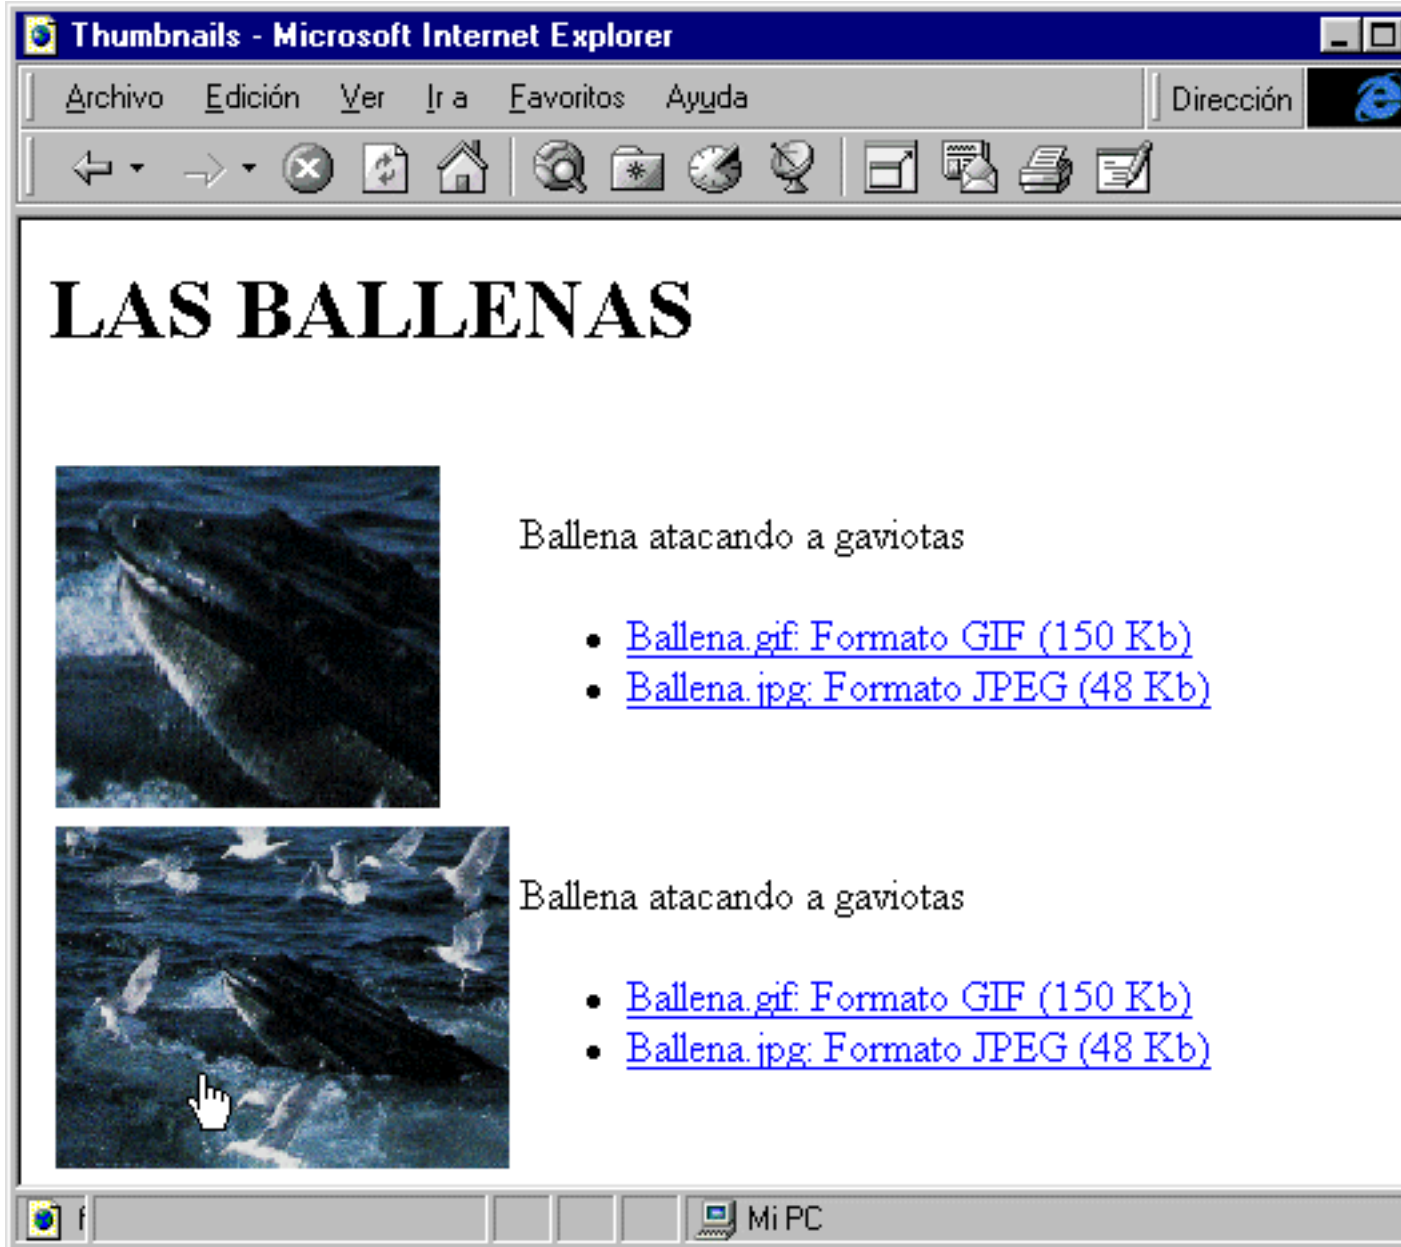 Thumbnails - Microsoft Internet Explorer
Archivo Edición Ver Ir a Favoritos Ayuda Dirección
LAS BALLENAS
Ballena atacando a gaviotas
Ballena.gif: Formato GIF (150 Kb)
Ballena.jpg: Formato JPEG (48 Kb)
Ballena atacando a gaviotas
Ballena.gif: Formato GIF (150 Kb)
Ballena.jpg: Formato JPEG (48 Kb)
Mi PC